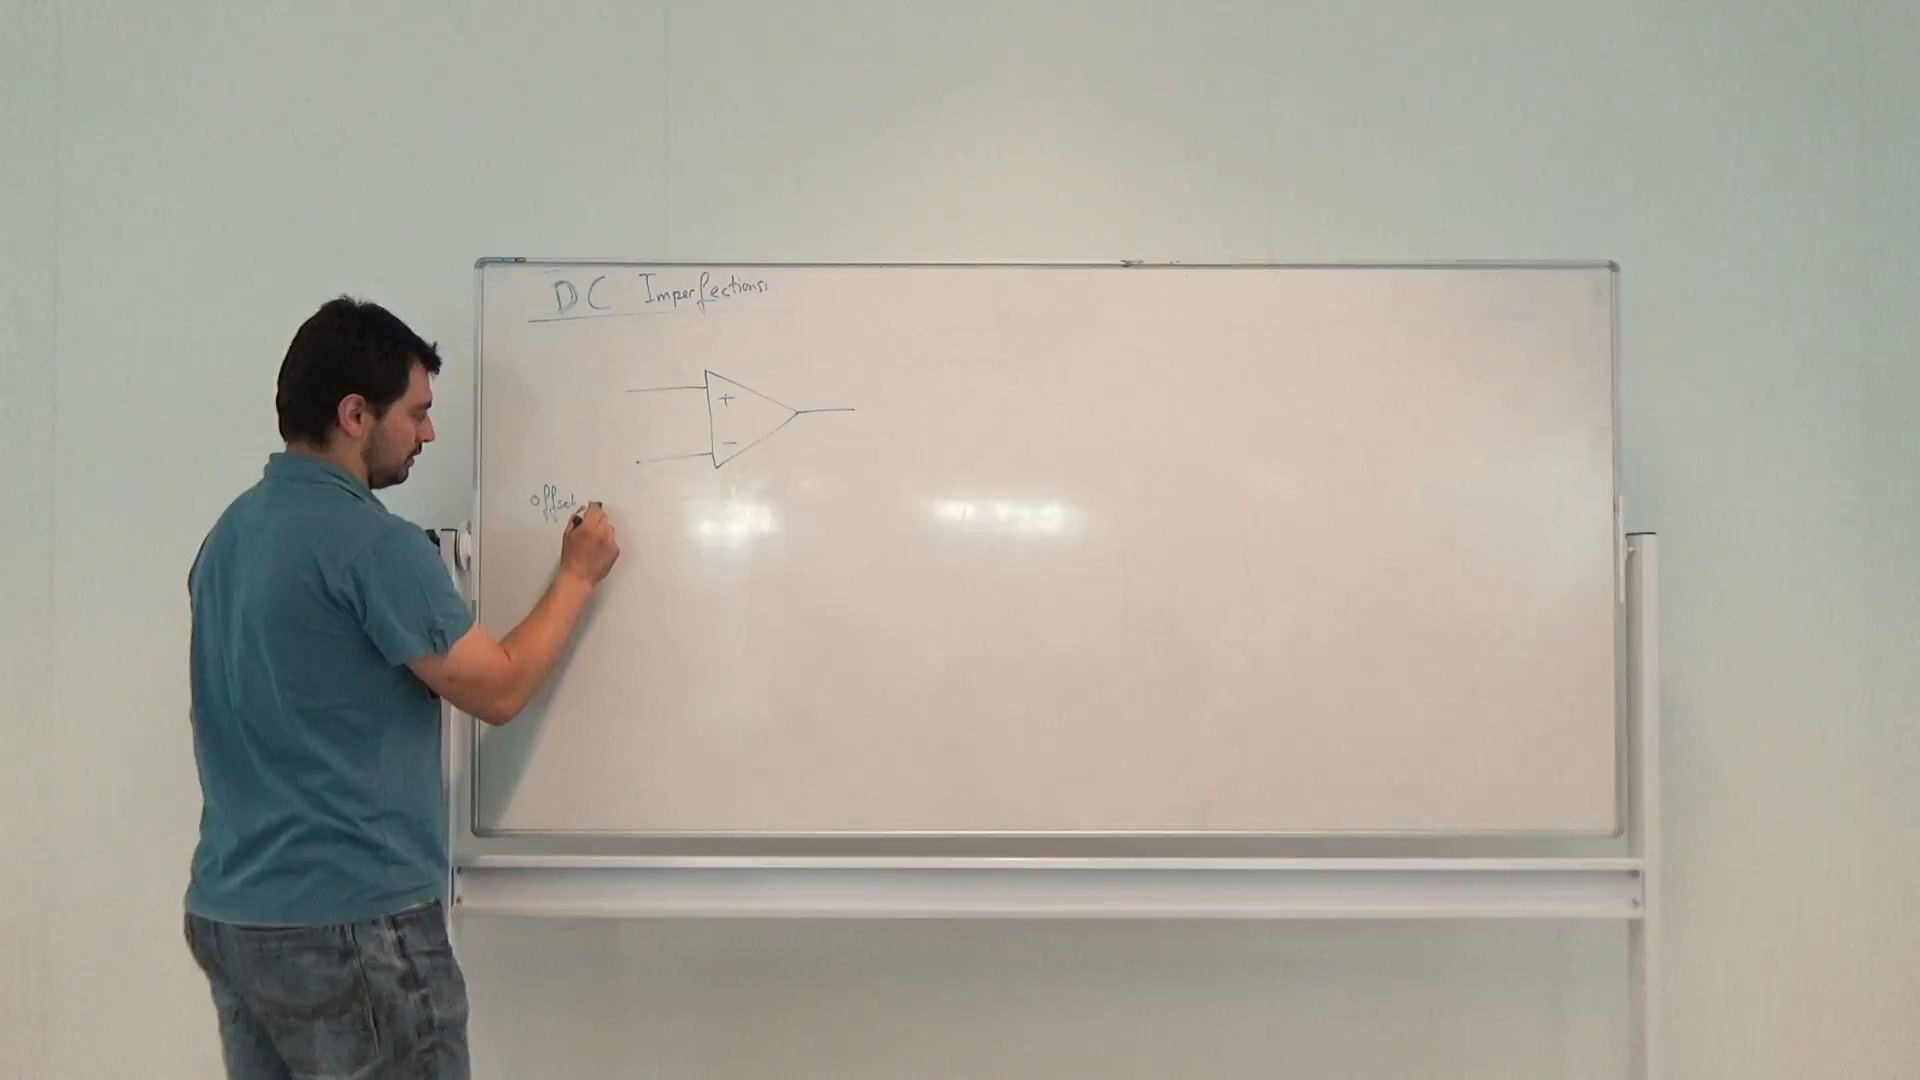 DC Imperfections:
+
-
offset